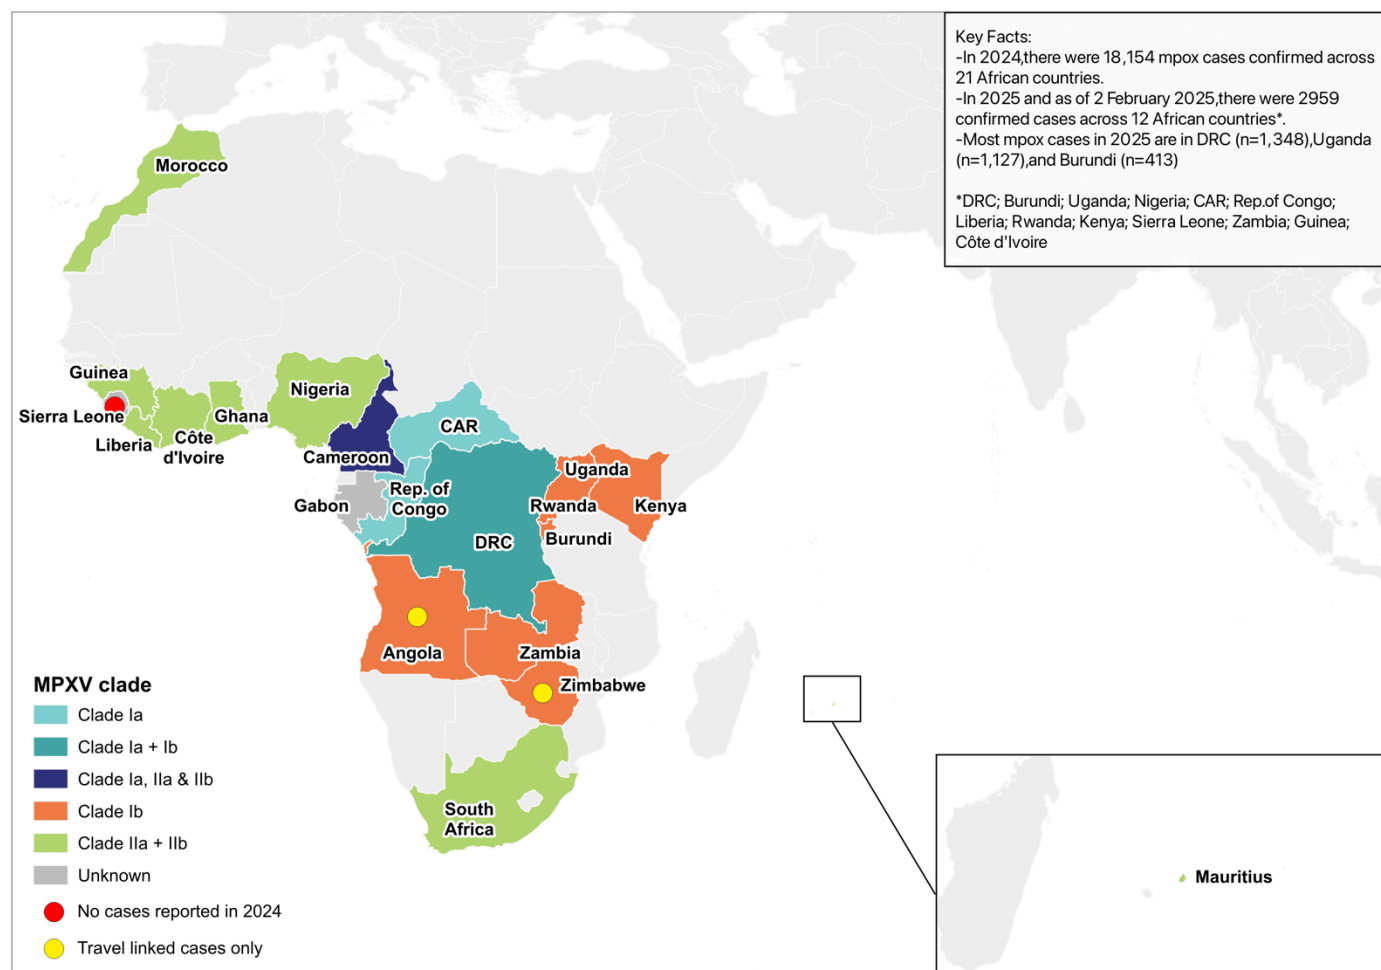 Key Facts:
-In 2024,there were 18,154 mpox cases confirmed across
21 African countries.
-In 2025 and as of 2 February 2025,there were 2959
confirmed cases across 12 African countries*.
-Most mpox cases in 2025 are in DRC (n=1,348),Uganda
(n=1,127),and Burundi (n=413)
*DRC; Burundi; Uganda; Nigeria; CAR; Rep.of Congo;
Liberia; Rwanda; Kenya; Sierra Leone; Zambia; Guinea;
Côte d'Ivoire
Morocco
Guinea
Sierra Leone
Liberia
Côte
d'Ivoire
Ghana
Nigeria
Cameroon
CAR
Gabon
Rep. of
Congo
DRC
Uganda
Rwanda
Kenya
Burundi
Angola
Zambia
Zimbabwe
South
Africa
Mauritius
MPXV clade
Clade Ia
Clade Ia + Ib
Clade Ia, IIa & IIb
Clade Ib
Clade IIa + IIb
Unknown
No cases reported in 2024
Travel linked cases only